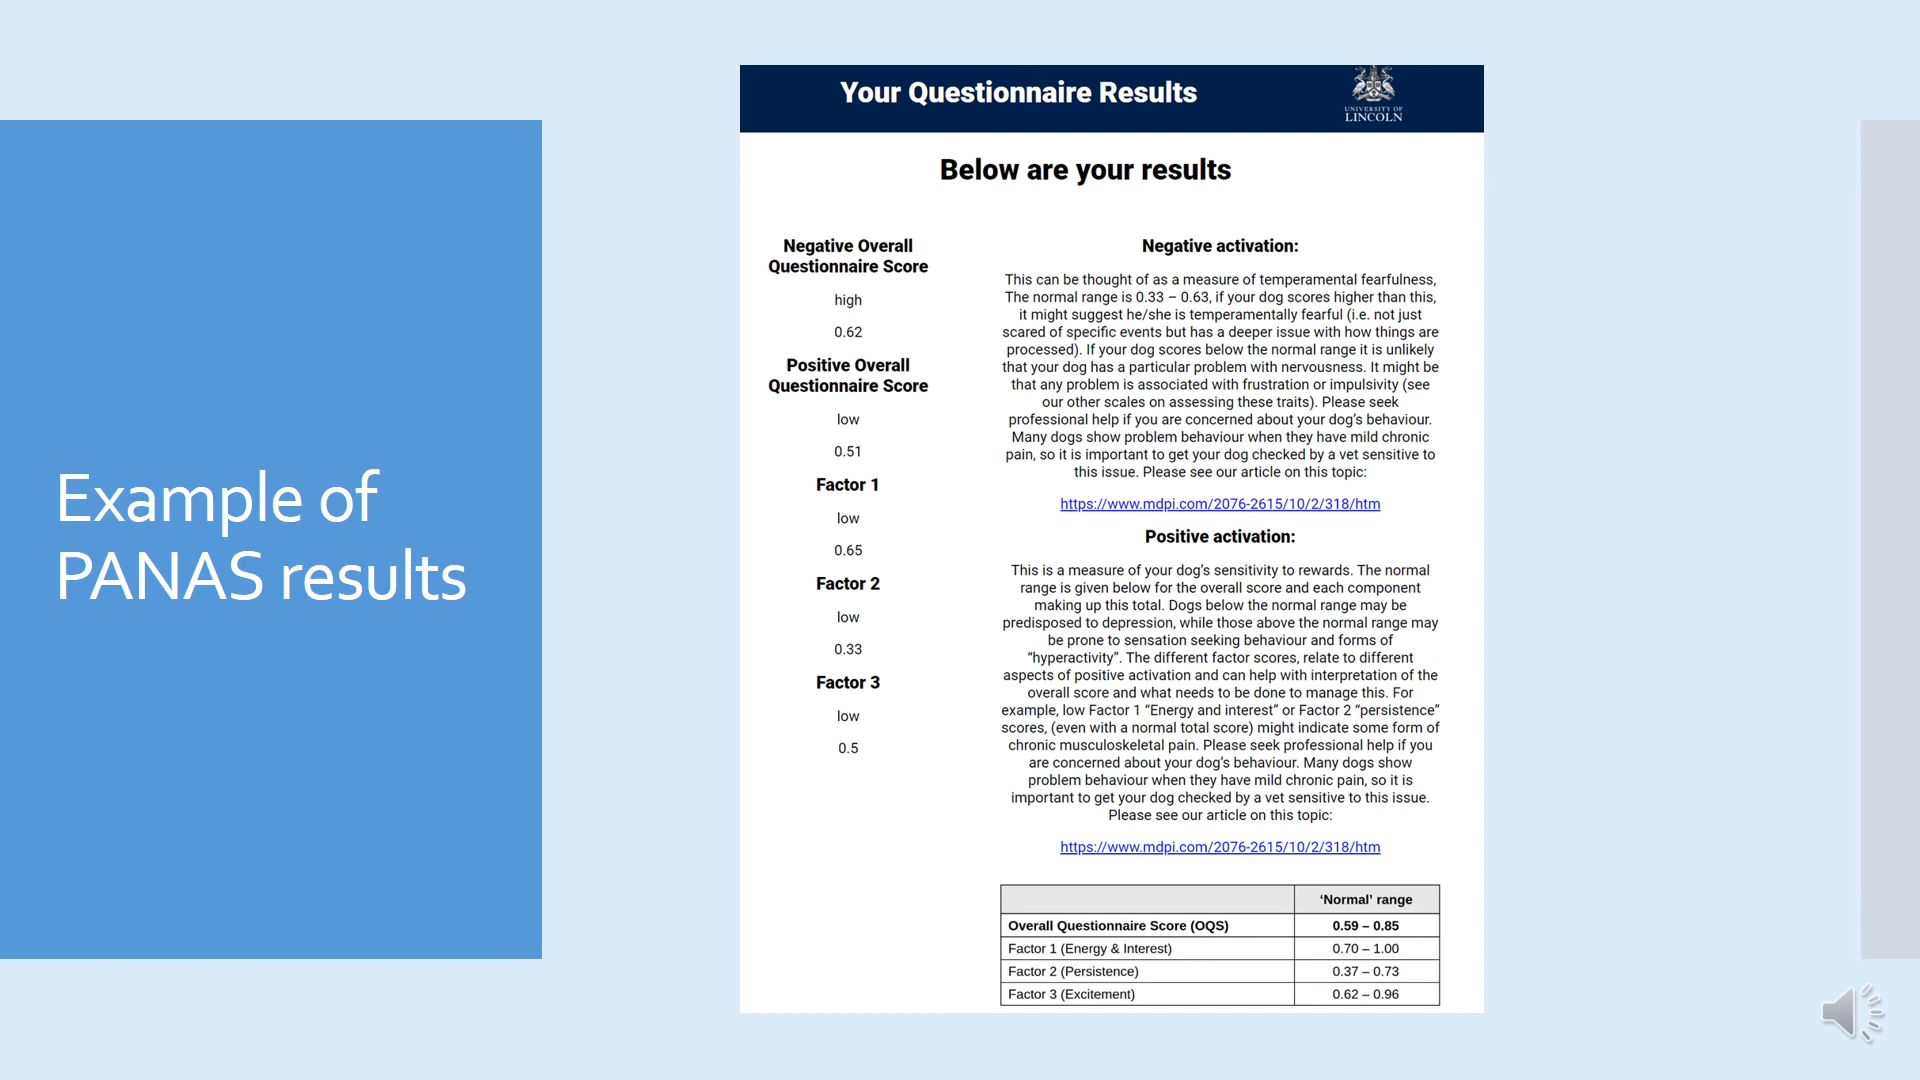 Example of
PANAS results
Your Questionnaire Results
UNIVERSITY OF
LINCOLN
Below are your results
Negative Overall
Questionnaire Score
high
0.62
Positive Overall
Questionnaire Score
low
0.51
Factor 1
low
0.65
Factor 2
low
0.33
Factor 3
low
0.5
Negative activation:
This can be thought of as a measure of temperamental fearfulness,
The normal range is 0.33 – 0.63, if your dog scores higher than this,
it might suggest he/she is temperamentally fearful (i.e. not just
scared of specific events but has a deeper issue with how things are
processed). If your dog scores below the normal range it is unlikely
that your dog has a particular problem with nervousness. It might be
that any problem is associated with frustration or impulsivity (see
our other scales on assessing these traits). Please seek
professional help if you are concerned about your dog’s behaviour.
Many dogs show problem behaviour when they have mild chronic
pain, so it is important to get your dog checked by a vet sensitive to
this issue. Please see our article on this topic:
https://www.mdpi.com/2076-2615/10/2/318/htm
Positive activation:
This is a measure of your dog’s sensitivity to rewards. The normal
range is given below for the overall score and each component
making up this total. Dogs below the normal range may be
predisposed to depression, while those above the normal range may
be prone to sensation seeking behaviour and forms of
“hyperactivity”. The different factor scores, relate to different
aspects of positive activation and can help with interpretation of the
overall score and what needs to be done to manage this. For
example, low Factor 1 “Energy and interest” or Factor 2 “persistence”
scores, (even with a normal total score) might indicate some form of
chronic musculoskeletal pain. Please seek professional help if you
are concerned about your dog’s behaviour. Many dogs show
problem behaviour when they have mild chronic pain, so it is
important to get your dog checked by a vet sensitive to this issue.
Please see our article on this topic:
https://www.mdpi.com/2076-2615/10/2/318/htm
‘Normal’ range
Overall Questionnaire Score (OQS) 0.59 – 0.85
Factor 1 (Energy & Interest) 0.70 – 1.00
Factor 2 (Persistence) 0.37 – 0.73
Factor 3 (Excitement) 0.62 – 0.96